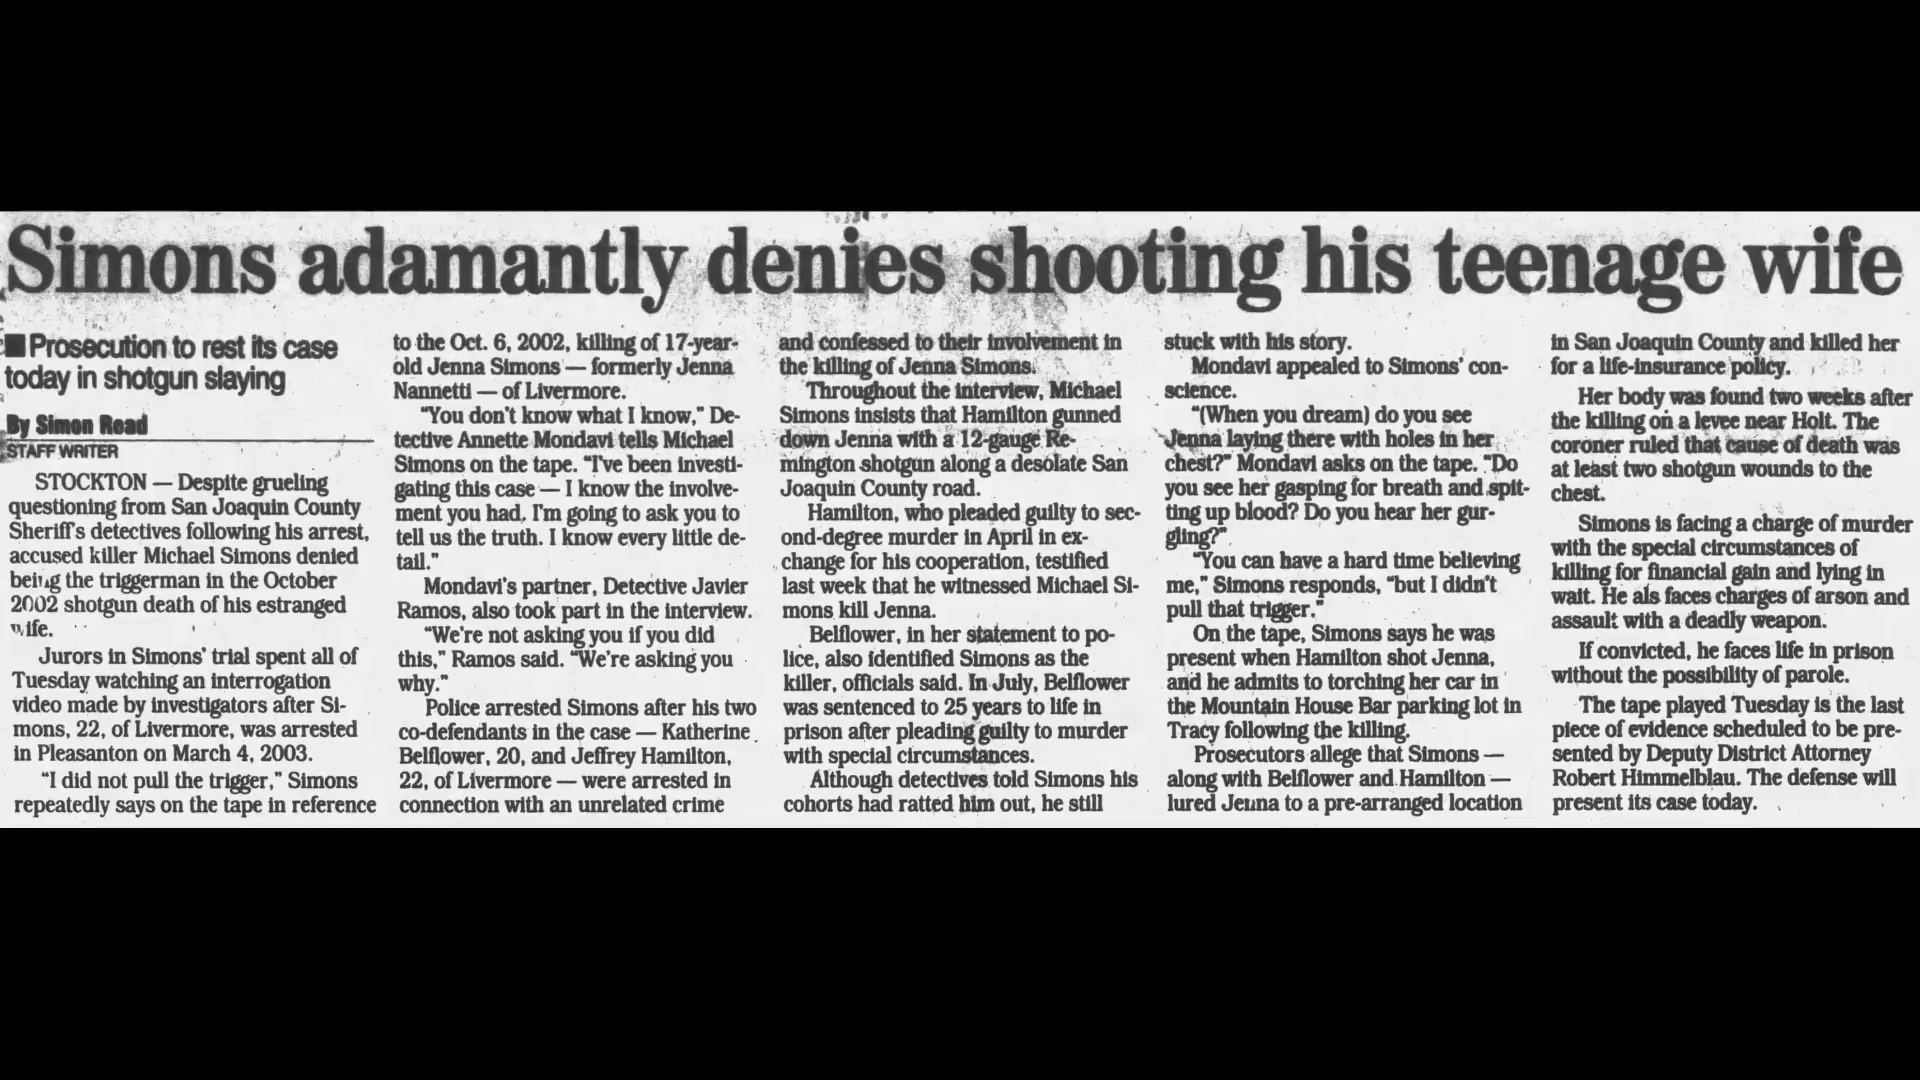 Simons adamantly denies shooting his teenage wife
■ Prosecution to rest its case
today in shotgun slaying
By Simon Read
STAFF WRITER
STOCKTON — Despite grueling
questioning from San Joaquin County
Sheriff's detectives following his arrest,
accused killer Michael Simons denied
being the triggerman in the October
2002 shotgun death of his estranged
wife.
Jurors in Simons' trial spent all of
Tuesday watching an interrogation
video made by investigators after Si-
mons, 22, of Livermore, was arrested
in Pleasanton on March 4, 2003.
"I did not pull the trigger," Simons
repeatedly says on the tape in reference
to the Oct. 6, 2002, killing of 17-year-
old Jenna Simons — formerly Jenna
Nannetti — of Livermore.
"You don't know what I know," De-
tective Annette Mondavi tells Michael
Simons on the tape. "I've been investi-
gating this case — I know the involve-
ment you had. I'm going to ask you to
tell us the truth. I know every little de-
tail."
Mondavi's partner, Detective Javier
Ramos, also took part in the interview.
"We're not asking you if you did
this," Ramos said. "We're asking you
why."
Police arrested Simons after his two
co-defendants in the case — Katherine
Belflower, 20, and Jeffrey Hamilton,
22, of Livermore — were arrested in
connection with an unrelated crime
and confessed to their involvement in
the killing of Jenna Simons.
Throughout the interview, Michael
Simons insists that Hamilton gunned
down Jenna with a 12-gauge Re-
mington shotgun along a desolate San
Joaquin County road.
Hamilton, who pleaded guilty to sec-
ond-degree murder in April in ex-
change for his cooperation, testified
last week that he witnessed Michael Si-
mons kill Jenna.
Belflower, in her statement to po-
lice, also identified Simons as the
killer, officials said. In July, Belflower
was sentenced to 25 years to life in
prison after pleading guilty to murder
with special circumstances.
Although detectives told Simons his
cohorts had ratted him out, he still
stuck with his story.
Mondavi appealed to Simons' con-
science.
"(When you dream) do you see
Jenna laying there with holes in her
chest?" Mondavi asks on the tape. "Do
you see her gasping for breath and spit-
ting up blood? Do you hear her gur-
gling?"
"You can have a hard time believing
me," Simons responds, "but I didn't
pull that trigger."
On the tape, Simons says he was
present when Hamilton shot Jenna,
and he admits to torching her car in
the Mountain House Bar parking lot in
Tracy following the killing.
Prosecutors allege that Simons —
along with Belflower and Hamilton —
lured Jenna to a pre-arranged location
in San Joaquin County and killed her
for a life-insurance policy.
Her body was found two weeks after
the killing on a levee near Holt. The
coroner ruled that cause of death was
at least two shotgun wounds to the
chest.
Simons is facing a charge of murder
with the special circumstances of
killing for financial gain and lying in
wait. He als faces charges of arson and
assault with a deadly weapon.
If convicted, he faces life in prison
without the possibility of parole.
The tape played Tuesday is the last
piece of evidence scheduled to be pre-
sented by Deputy District Attorney
Robert Himmelblau. The defense will
present its case today.